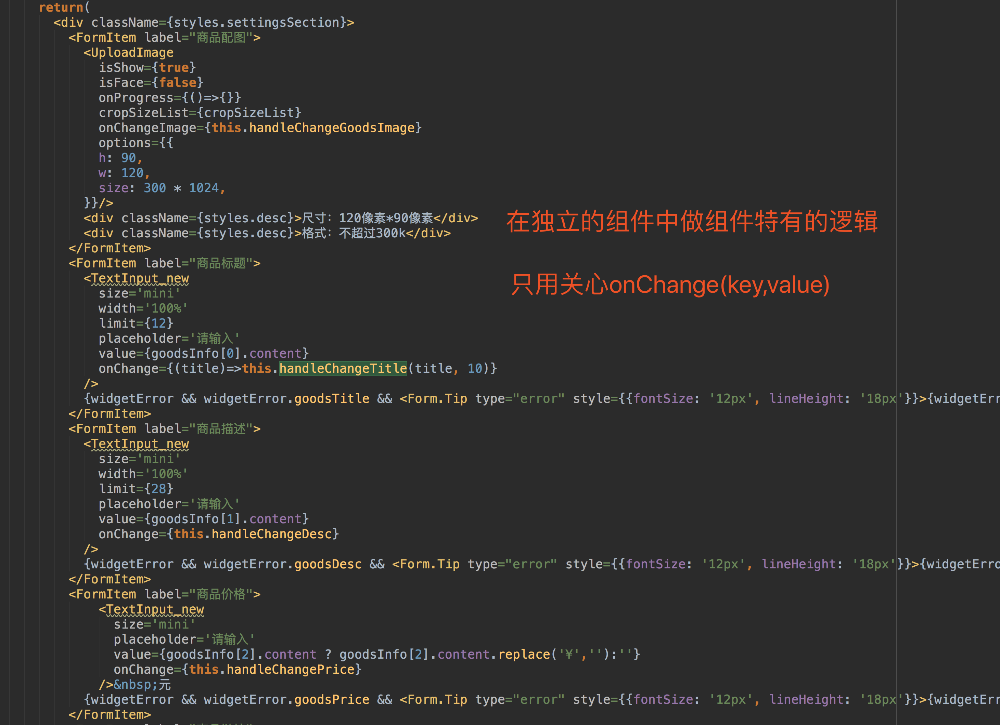 return(
<div className={styles.settingsSection}>
<FormItem label="商品配图">
<UploadImage
isShow={true}
isFace={false}
onProgress={()=>{}}
cropSizeList={cropSizeList}
onChangeImage={this.handleChangeGoodsImage}
options={{
h: 90,
w: 120,
size: 300 * 1024,
}}/>
<div className={styles.desc}>尺寸：120像素*90像素</div>
在独立的组件中做组件特有的逻辑
<div className={styles.desc}>格式：不超过300k</div>
</FormItem>
<FormItem label="商品标题">
<TextInput_new
只用关心onChange(key,value)
size='mini'
width='100%'
limit={12}
placeholder='请输入'
value={goodsInfo[0].content}
onChange={(title)=>this.handleChangeTitle(title, 10)}
/>
{widgetError && widgetError.goodsTitle && <Form.Tip type="error" style={{fontSize: '12px', lineHeight: '18px'}}>{widgetErr
</FormItem>
<FormItem label="商品描述">
<TextInput_new
size='mini'
width='100%'
limit={28}
placeholder='请输入'
value={goodsInfo[1].content}
onChange={this.handleChangeDesc}
/>
{widgetError && widgetError.goodsDesc && <Form.Tip type="error" style={{fontSize: '12px', lineHeight: '18px'}}>{widgetErro
</FormItem>
<FormItem label="商品价格">
<TextInput_new
size='mini'
placeholder='请输入'
value={goodsInfo[2].content ? goodsInfo[2].content.replace('¥',''):''}
onChange={this.handleChangePrice}
/>&nbsp;元
{widgetError && widgetError.goodsPrice && <Form.Tip type="error" style={{fontSize: '12px', lineHeight: '18px'}}>{widgetErr
</FormItem>